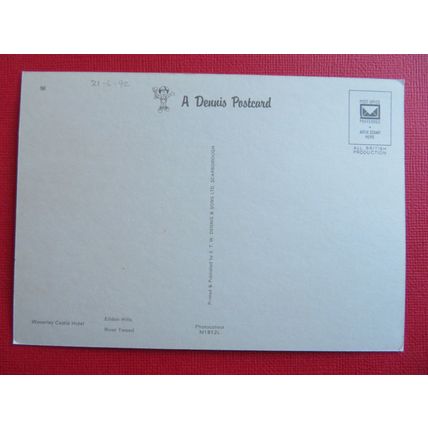 21-6-92
A Dennis Postcard
POST OFFICE
PREFERRED
AFFIX STAMP
HERE
ALL BRITISH
PRODUCTION
Printed & Published by E. T. W. DENNIS & SONS LTD. SCARBOROUGH
Waverley Castle Hotel
Eildon Hills.
River Tweed
Photocolour